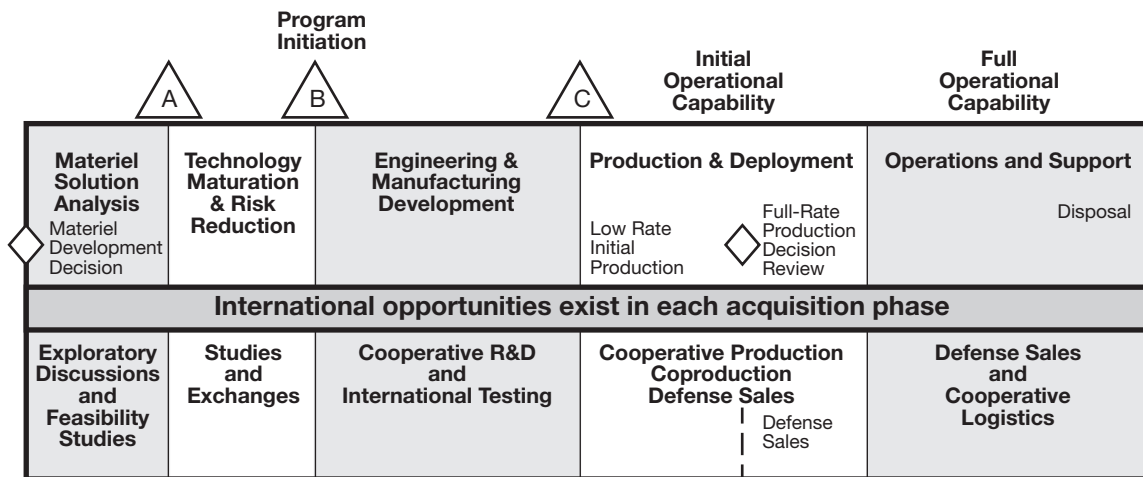 Program
Initiation
Initial
Operational
Capability
Full
Operational
Capability
A
B
C
Materiel
Solution
Analysis
Materiel
Development
Decision
Technology
Maturation
& Risk
Reduction
Engineering &
Manufacturing
Development
Production & Deployment
Low Rate
Initial
Production
Full-Rate
Production
Decision
Review
Operations and Support
Disposal
International opportunities exist in each acquisition phase
Exploratory
Discussions
and
Feasibility
Studies
Studies
and
Exchanges
Cooperative R&D
and
International Testing
Cooperative Production
Coproduction
Defense Sales
Defense
Sales
Defense Sales
and
Cooperative
Logistics